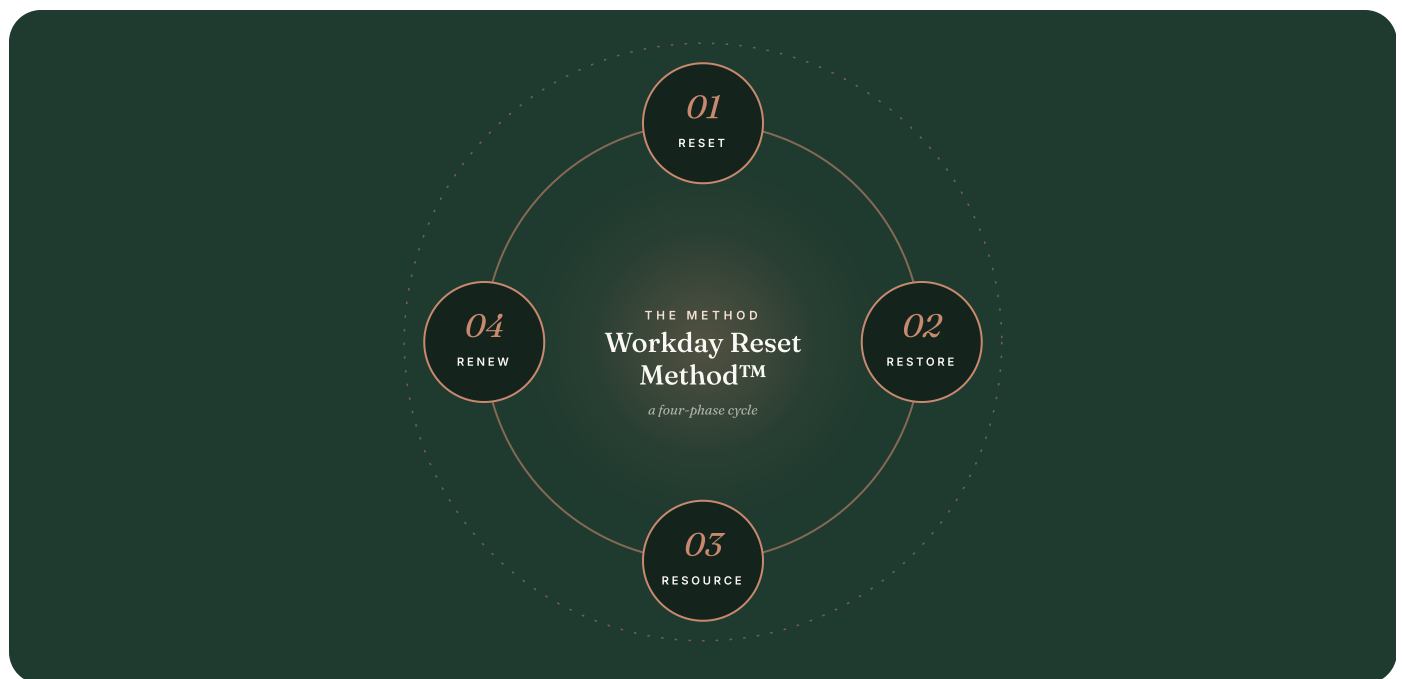 01
RESET
04
RENEW
THE METHOD
Workday Reset
Method™
a four-phase cycle
02
RESTORE
03
RESOURCE